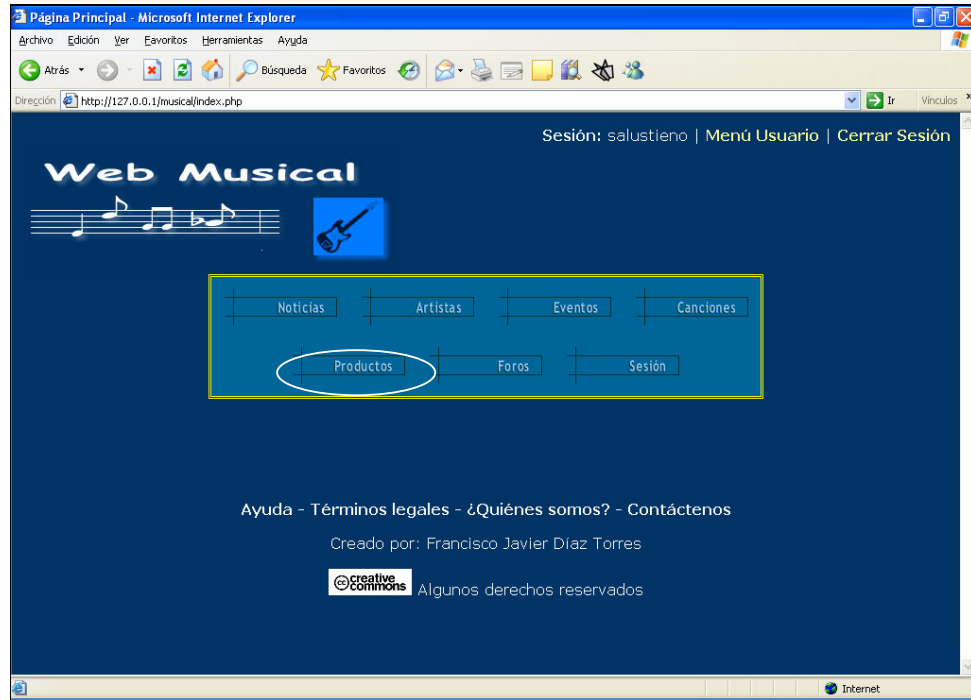 Página Principal - Microsoft Internet Explorer
Archivo Edición Ver Favoritos Herramientas Ayuda
Atrás Búsqueda Favoritos
Dirección http://127.0.0.1/musical/index.php Ir Vínculos
Sesión: salustieno | Menú Usuario | Cerrar Sesión
Web Musical
Noticias Artistas Eventos Canciones
Productos Foros Sesión
Ayuda - Términos legales - ¿Quiénes somos? - Contáctenos
Creado por: Francisco Javier Díaz Torres
cc creative commons Algunos derechos reservados
Internet